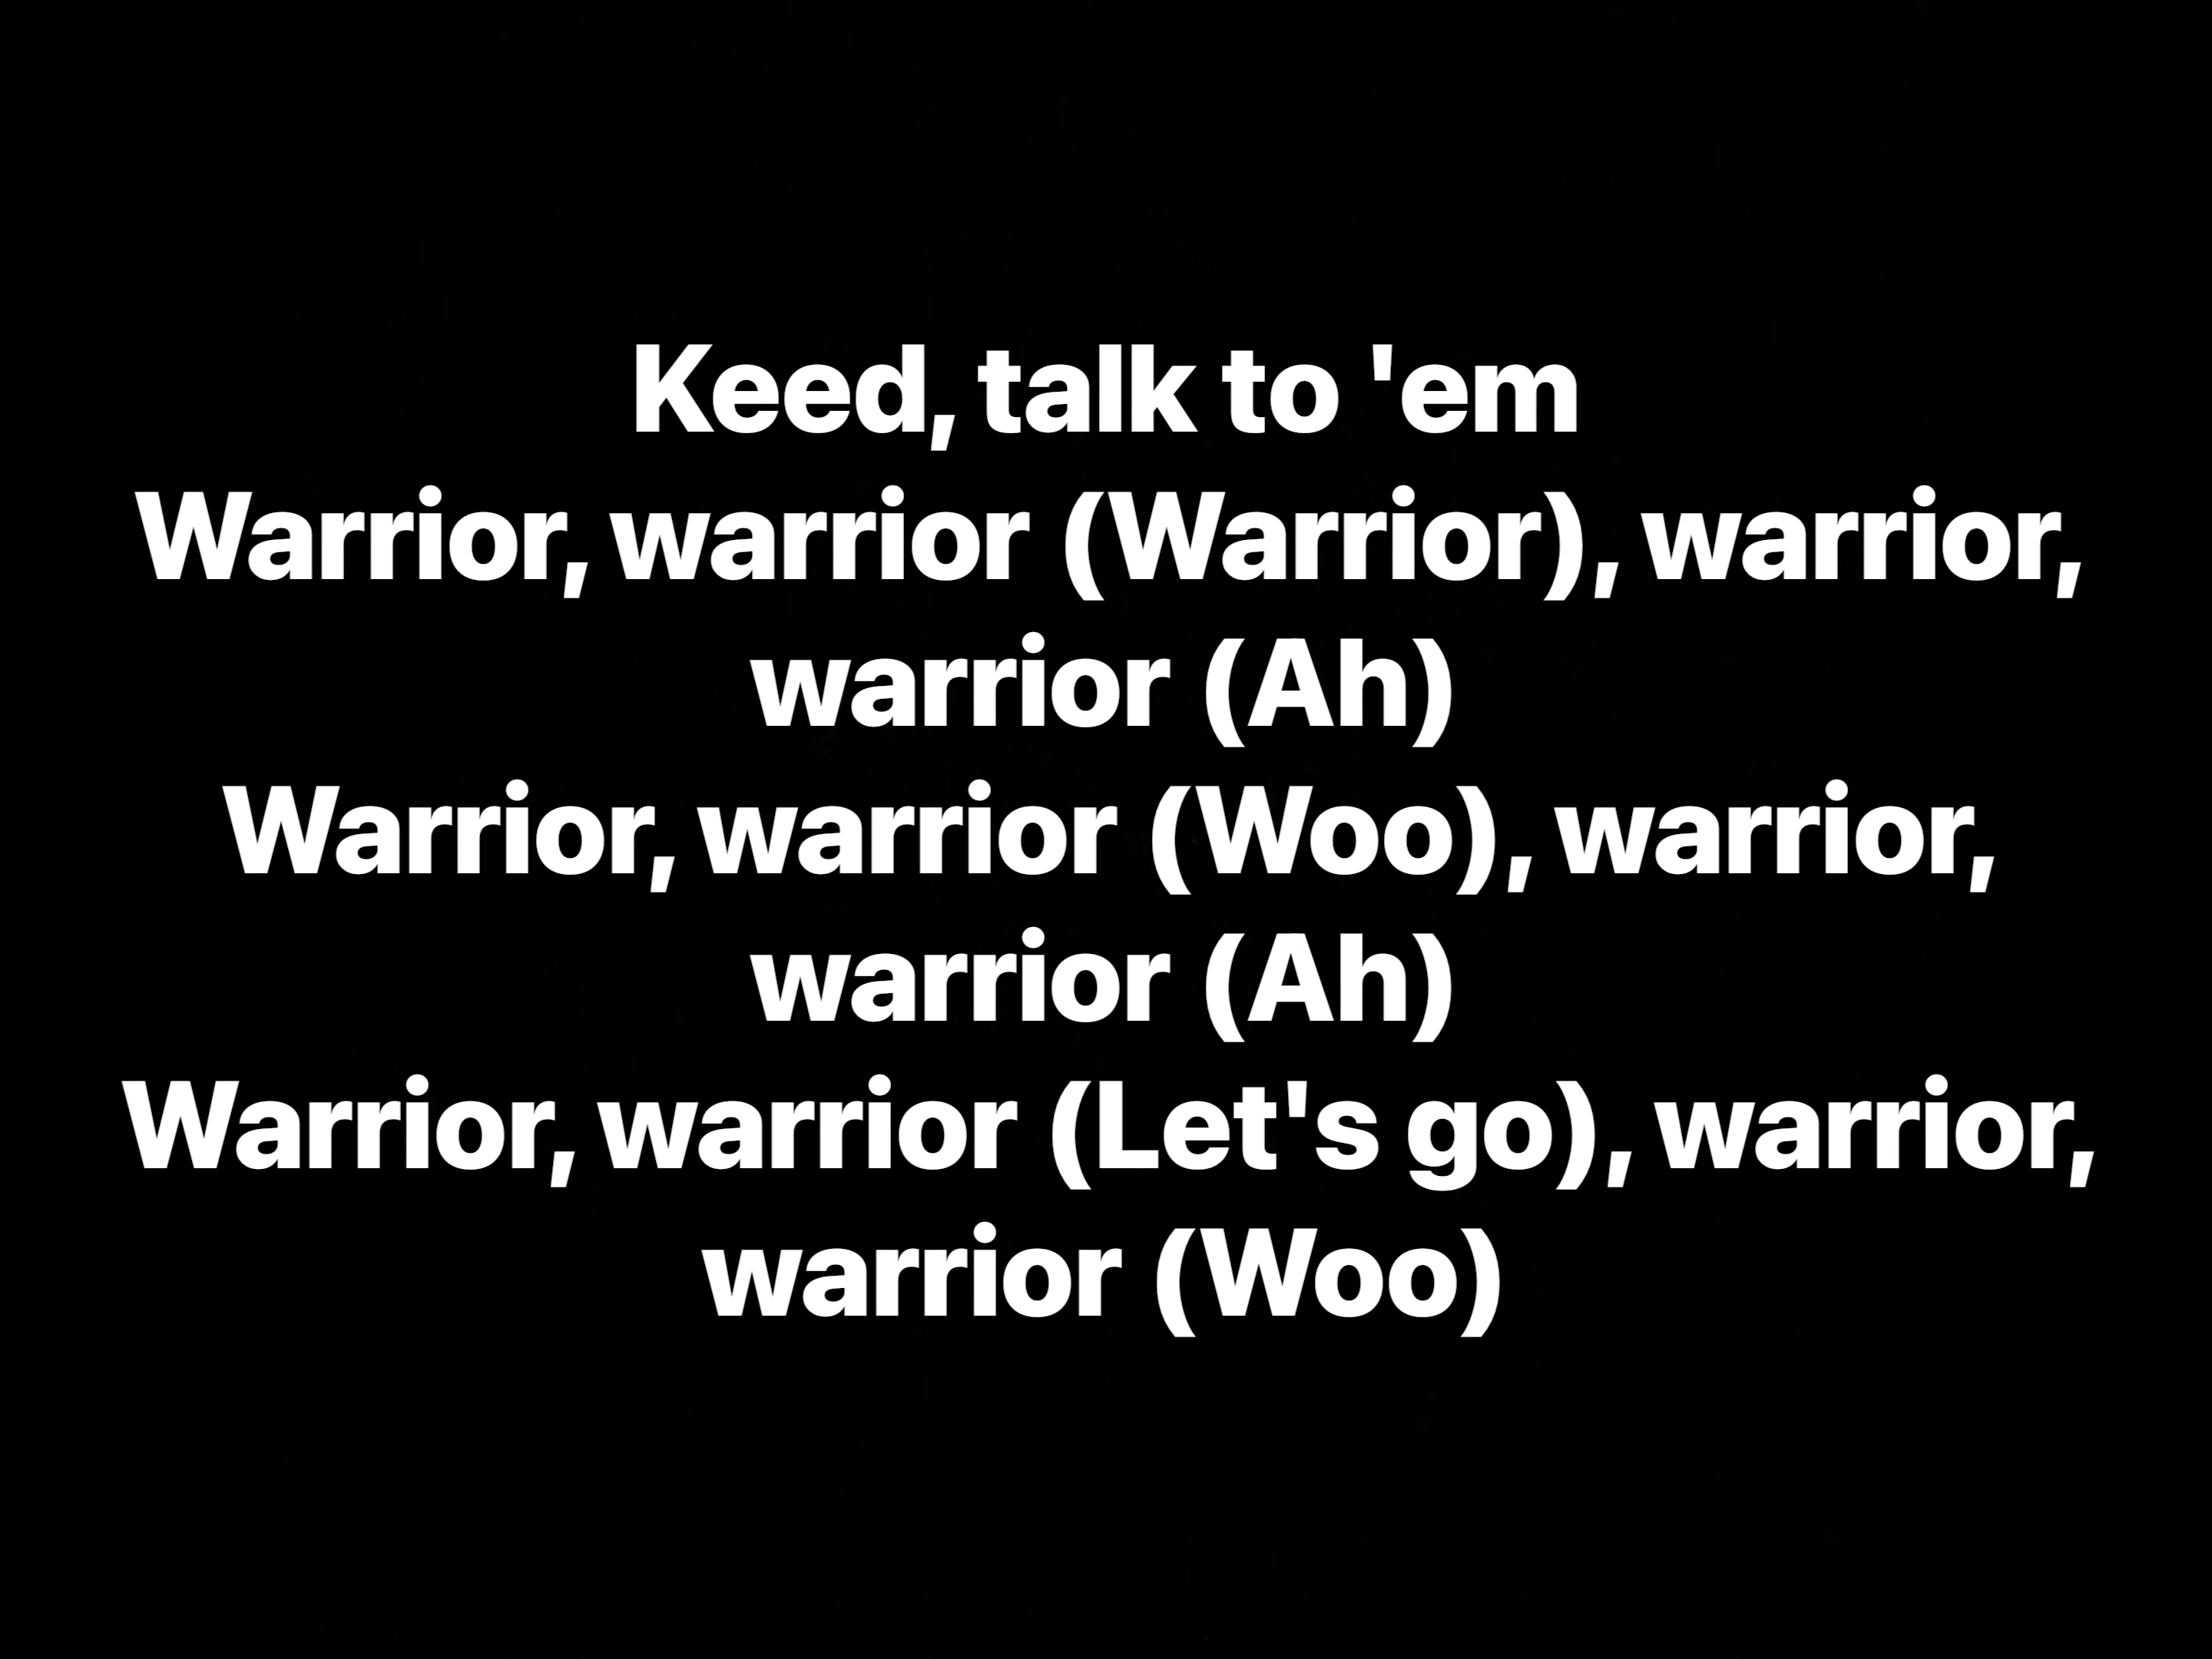 Keed, talk to 'em
Warrior, warrior (Warrior), warrior,
warrior (Ah)
Warrior, warrior (Woo), warrior,
warrior (Ah)
Warrior, warrior (Let's go), warrior,
warrior (Woo)